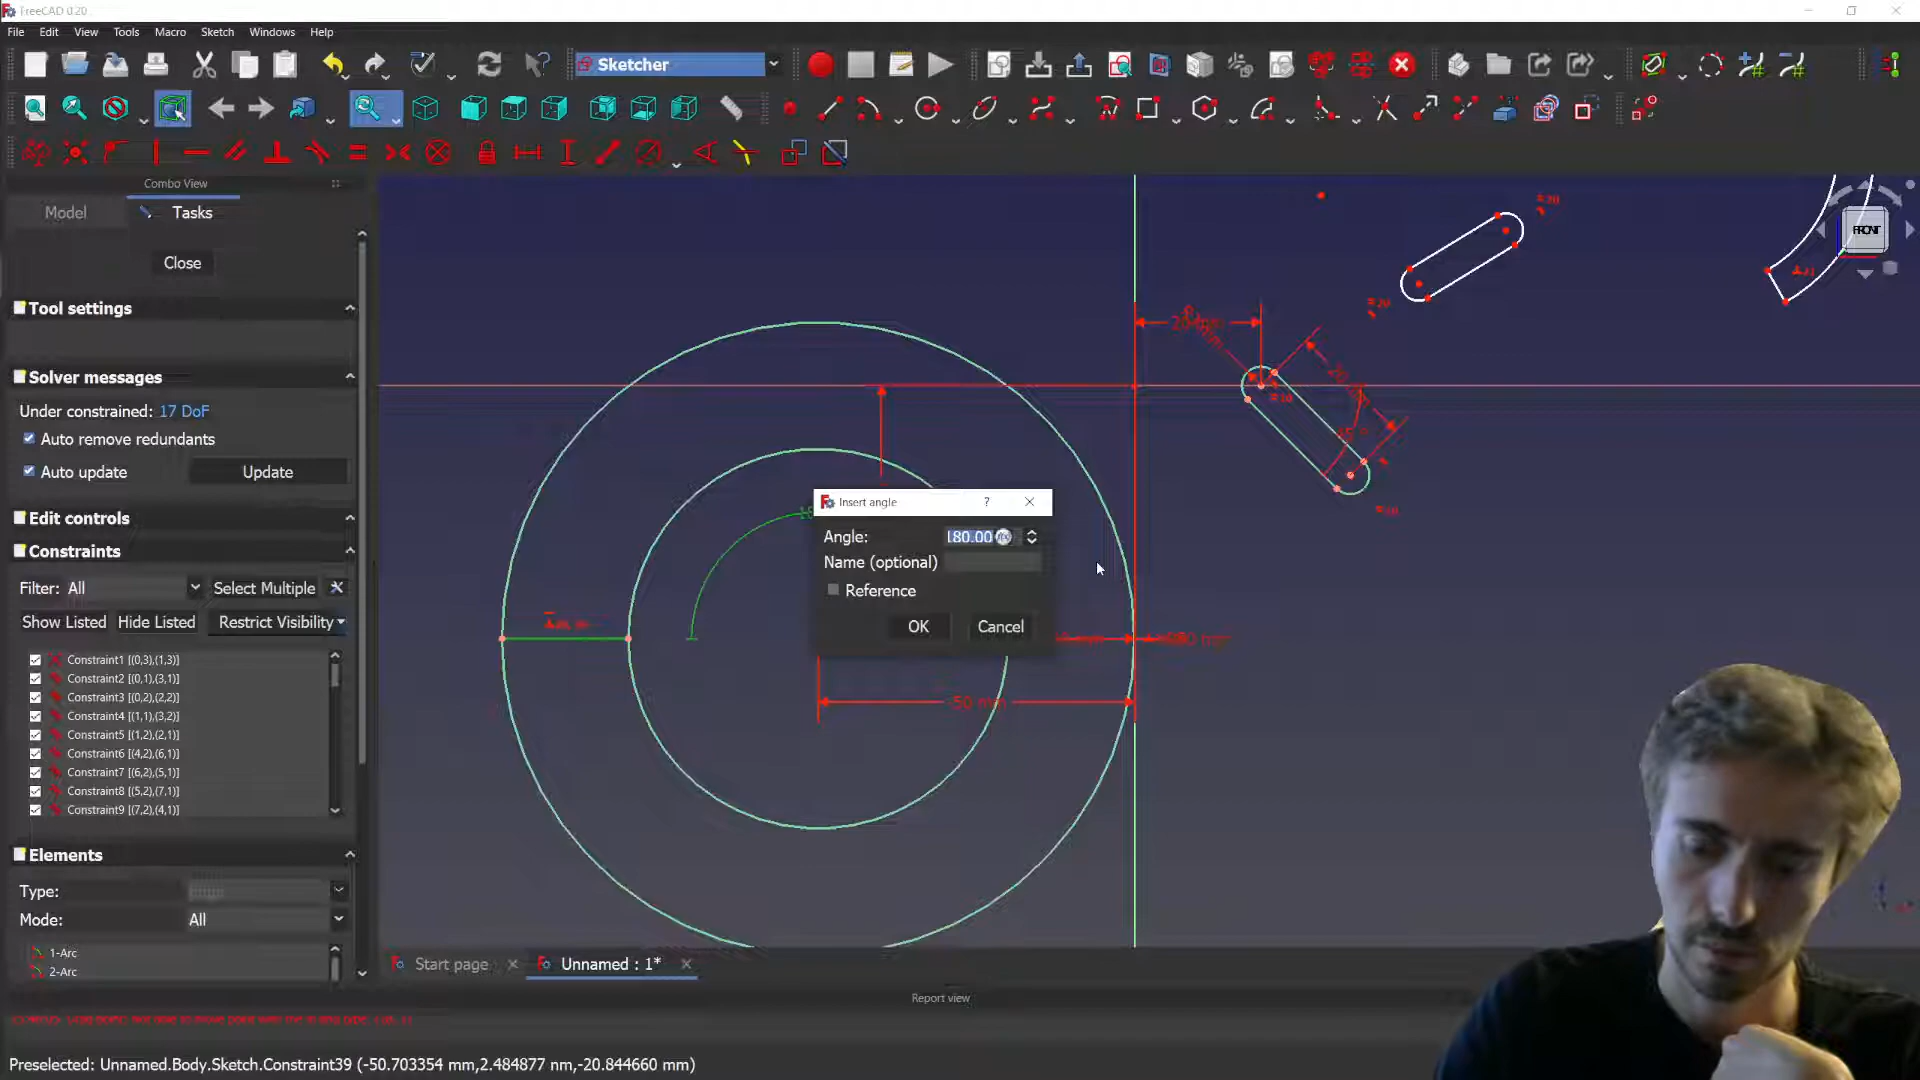 FreeCAD 0.20
File Edit View Tools Macro Sketch Windows Help
Sketcher
Combo View
Model Tasks
Close
Tool settings
Solver messages
Under constrained: 17 DoF
Auto remove redundants
Auto update Update
Edit controls
Constraints
Filter: All Select Multiple
Show Listed Hide Listed Restrict Visibility
Constraint1 [(0,3),(1,3)]
Constraint2 [(0,1),(3,1)]
Constraint3 [(0,2),(2,2)]
Constraint4 [(1,1),(3,2)]
Constraint5 [(1,2),(2,1)]
Constraint6 [(4,2),(6,1)]
Constraint7 [(6,2),(5,1)]
Constraint8 [(5,2),(7,1)]
Constraint9 [(7,2),(4,1)]
Elements
Type:
Mode: All
1-Arc
2-Arc
FRONT
Insert angle ?
Angle: 180.00
Name (optional)
Reference
OK Cancel
50 mm
Start page Unnamed : 1*
Report view
Preselected: Unnamed.Body.Sketch.Constraint39 (-50.703354 mm,2.484877 nm,-20.844660 mm)